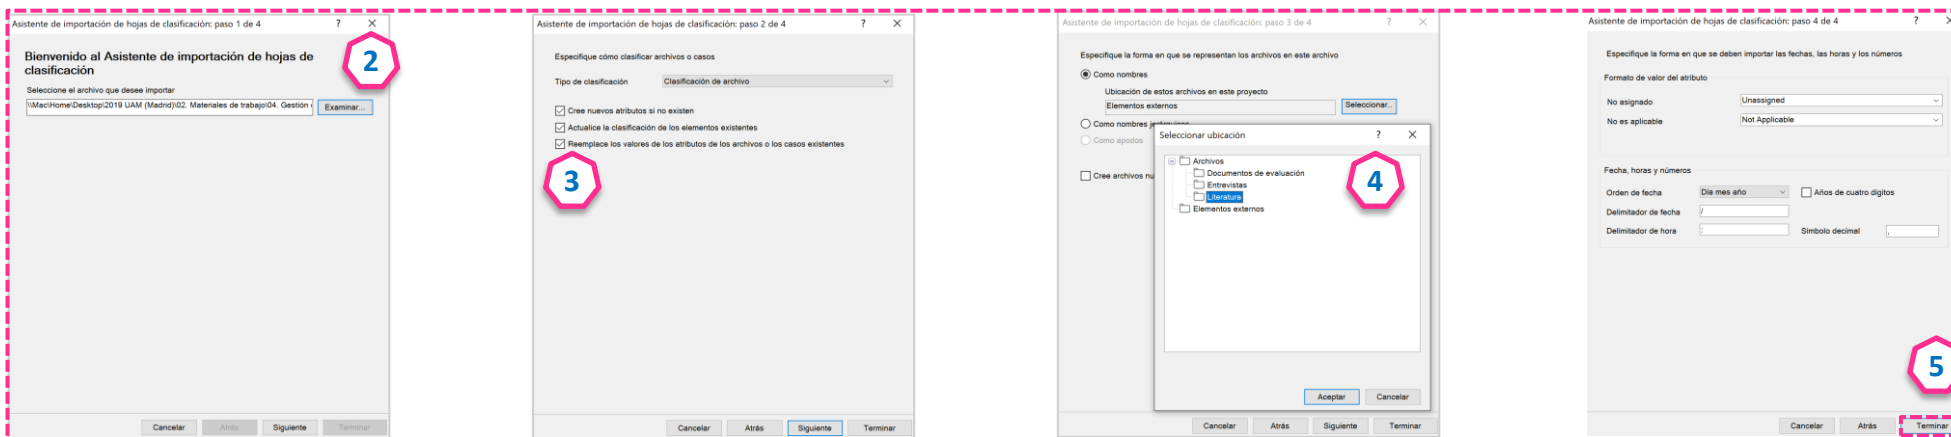 Asistente de importación de hojas de clasificación: paso 1 de 4 ? ×
Bienvenido al Asistente de importación de hojas de
clasificación
2
Seleccione el archivo que desee importar
\\Mac\Home\Desktop\2019 UAM (Madrid)\02. Materiales de trabajo\04. Gestión
Examinar...
Cancelar Atrás Siguiente Terminar
Asistente de importación de hojas de clasificación: paso 2 de 4 ? ×
Especifique cómo clasificar archivos o casos
Tipo de clasificación Clasificación de archivo
Cree nuevos atributos si no existen
Actualice la clasificación de los elementos existentes
Reemplace los valores de los atributos de los archivos o los casos existentes
3
Cancelar Atrás Siguiente Terminar
Asistente de importación de hojas de clasificación: paso 3 de 4 ? ×
Especifique la forma en que se representan los archivos en este archivo
Como nombres
Ubicación de estos archivos en este proyecto
Elementos externos Seleccionar...
Como nombres
Como apodos
Cree archivos
Seleccionar ubicación ? ×
Archivos
Documentos de evaluación
Entrevistas
Literatura
Elementos externos
4
Aceptar Cancelar
Cancelar Atrás Siguiente Terminar
Asistente de importación de hojas de clasificación: paso 4 de 4 ? ×
Especifique la forma en que se deben importar las fechas, las horas y los números
Formato de valor del atributo
No asignado Unassigned
No es aplicable Not Applicable
Fecha, horas y números
Orden de fecha Día mes año Años de cuatro dígitos
Delimitador de fecha /
Delimitador de hora : Símbolo decimal ,
5
Cancelar Atrás Terminar